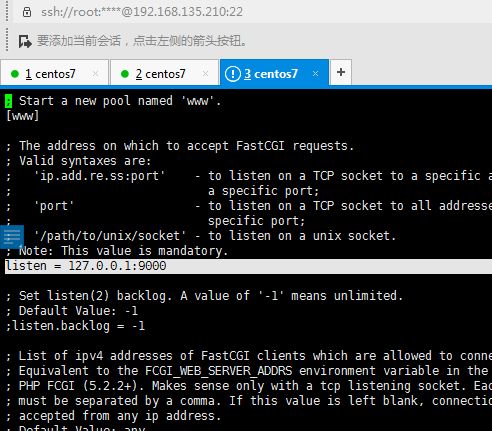 ssh://root:****@192.168.135.210:22
要添加当前会话，点击左侧的箭头按钮。
1 centos7 × 2 centos7 × 3 centos7 × +
; Start a new pool named 'www'.
[www]
; The address on which to accept FastCGI requests.
; Valid syntaxes are:
;   'ip.add.re.ss:port'    - to listen on a TCP socket to a specific a
;                            a specific port;
;   'port'                 - to listen on a TCP socket to all addresse
;                            specific port;
'/path/to/unix/socket' - to listen on a unix socket.
; Note: This value is mandatory.
listen = 127.0.0.1:9000
; Set listen(2) backlog. A value of '-1' means unlimited.
; Default Value: -1
;listen.backlog = -1
; List of ipv4 addresses of FastCGI clients which are allowed to conne
; Equivalent to the FCGI_WEB_SERVER_ADDRS environment variable in the
; PHP FCGI (5.2.2+). Makes sense only with a tcp listening socket. Eac
; must be separated by a comma. If this value is left blank, connectio
; accepted from any ip address.
; Default Value: any